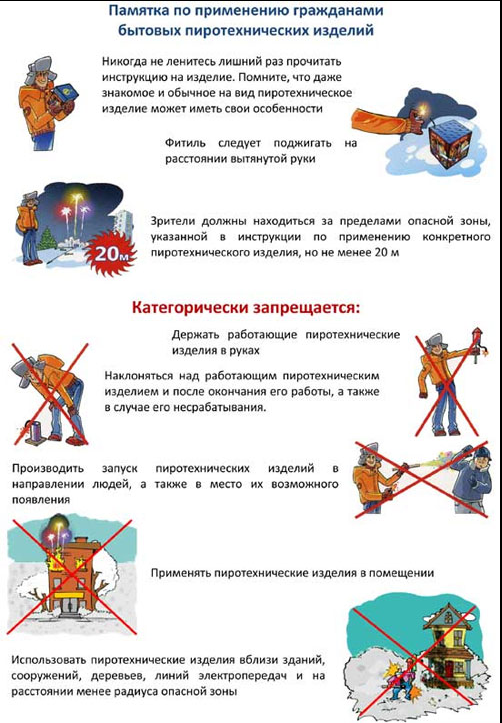 Памятка по применению гражданами
бытовых пиротехнических изделий
Никогда не ленитесь лишний раз прочитать
инструкцию на изделие. Помните, что даже
знакомое и обычное на вид пиротехническое
изделие может иметь свои особенности
Фитиль следует поджигать на
расстоянии вытянутой руки
20м
Зрители должны находиться за пределами опасной зоны,
указанной в инструкции по применению конкретного
пиротехнического изделия, но не менее 20 м
Категорически запрещается:
Держать работающие пиротехнические
изделия в руках
Наклоняться над работающим пиротехническим
изделием и после окончания его работы, а также
в случае его несрабатывания.
Производить запуск пиротехнических изделий в
направлении людей, а также в место их возможного
появления
Применять пиротехнические изделия в помещении
Использовать пиротехнические изделия вблизи зданий,
сооружений, деревьев, линий электропередач и на
расстоянии менее радиуса опасной зоны